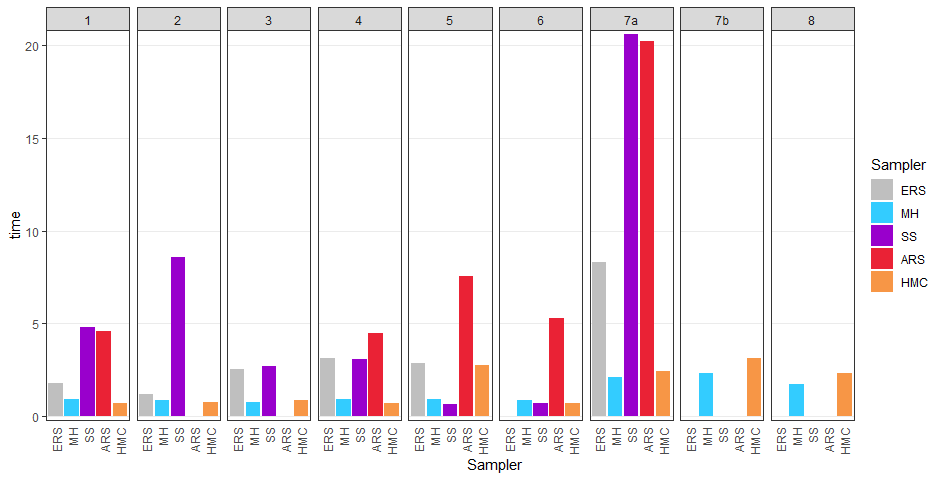 1 2 3 4 5 6 7a 7b 8
20
15
10
5
0
time
ERS MH SS ARS HMC ERS MH SS ARS HMC ERS MH SS ARS HMC ERS MH SS ARS HMC ERS MH SS ARS HMC ERS MH SS ARS HMC ERS MH SS ARS HMC ERS MH SS ARS HMC ERS MH SS ARS HMC
Sampler
Sampler
ERS
MH
SS
ARS
HMC